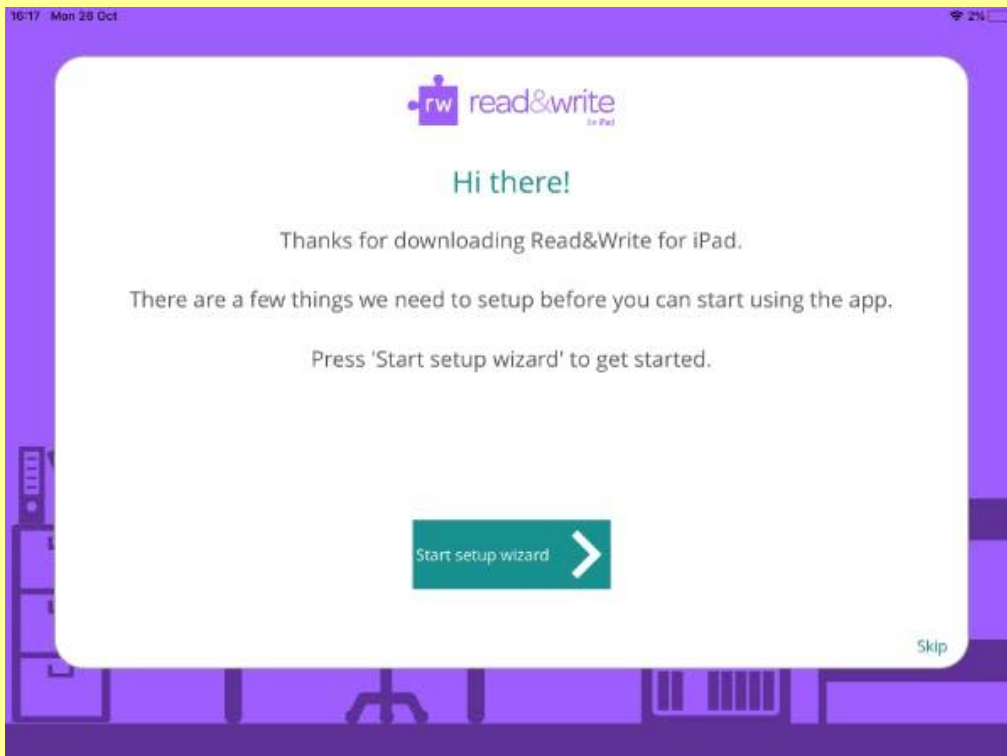 16:17 Mon 28 Oct 2%
rw read&write
for iPad
Hi there!
Thanks for downloading Read&Write for iPad.
There are a few things we need to setup before you can start using the app.
Press 'Start setup wizard' to get started.
Start setup wizard
Skip